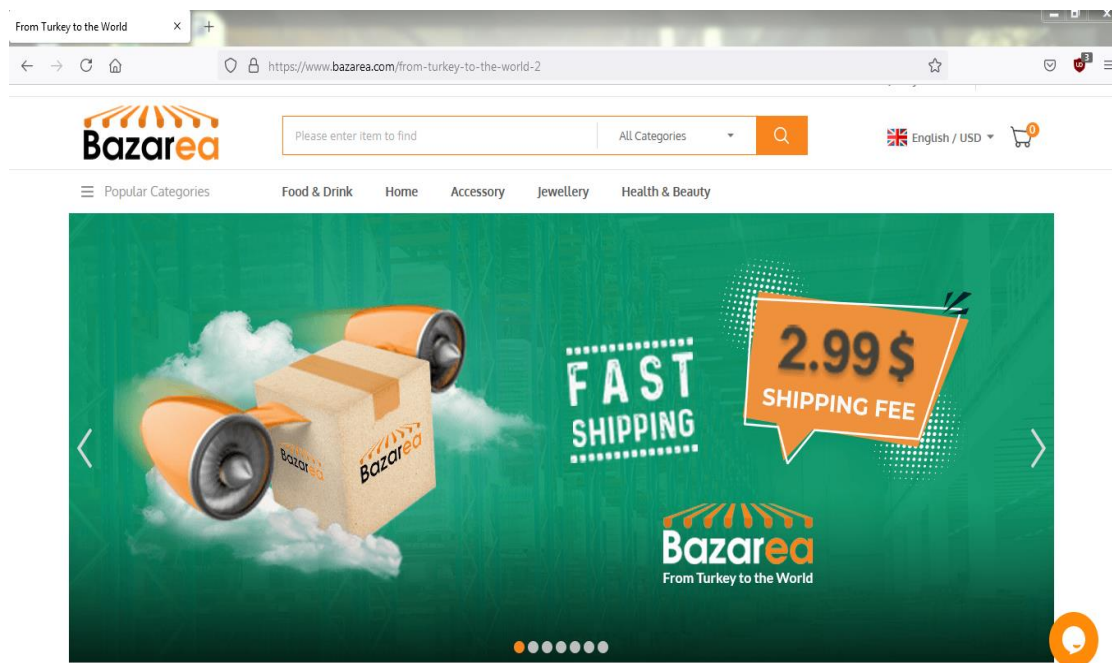 From Turkey to the World
https://www.bazarea.com/from-turkey-to-the-world-2
3
Bazarea
Please enter item to find
All Categories
English / USD
0
Popular Categories
Food & Drink
Home
Accessory
Jewellery
Health & Beauty
2.99 $
SHIPPING FEE
FAST
SHIPPING
Bazarea
Bazarea
Bazarea
From Turkey to the World